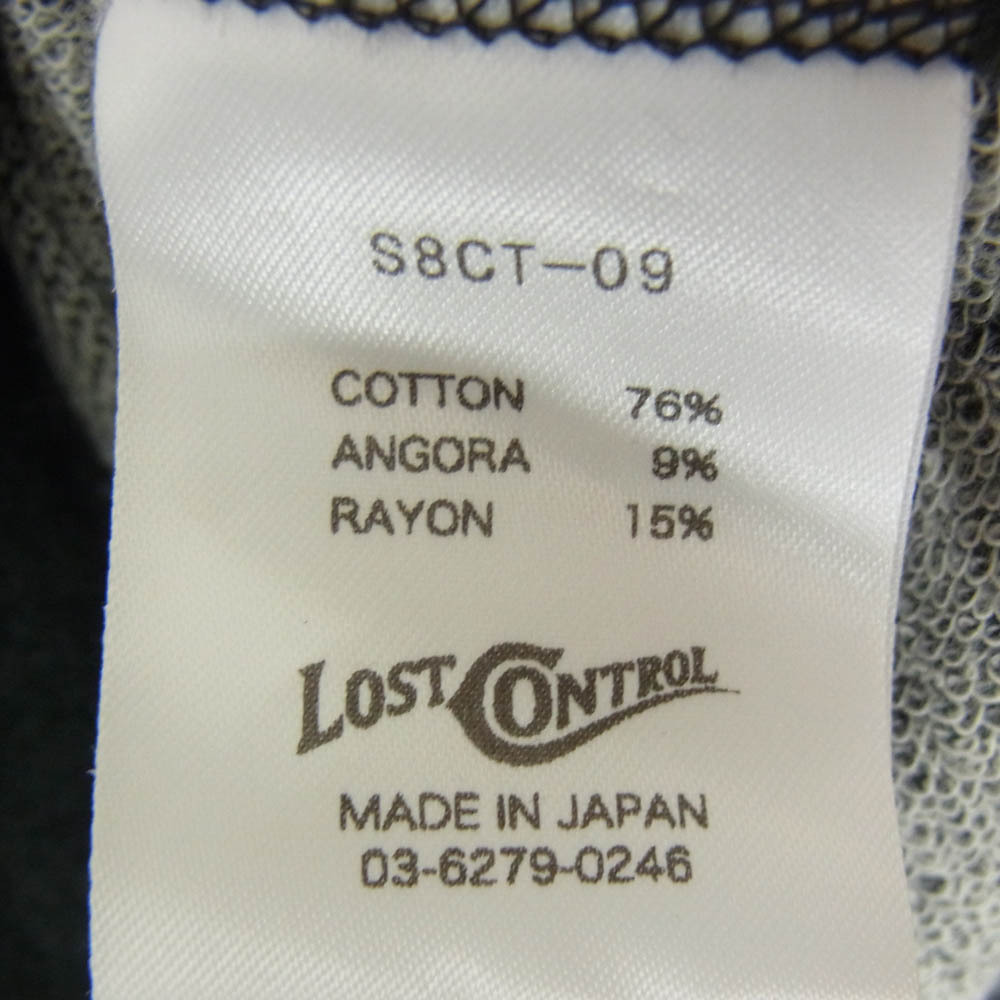 S8CT-09
COTTON 76%
ANGORA 9%
RAYON 15%
LOST CONTROL
MADE IN JAPAN
03-6279-0246